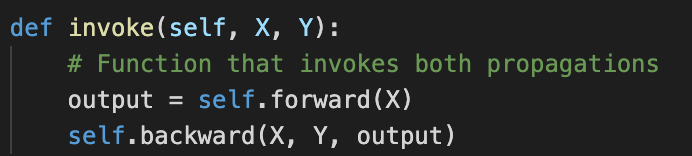 def invoke(self, X, Y):
    # Function that invokes both propagations
    output = self.forward(X)
    self.backward(X, Y, output)